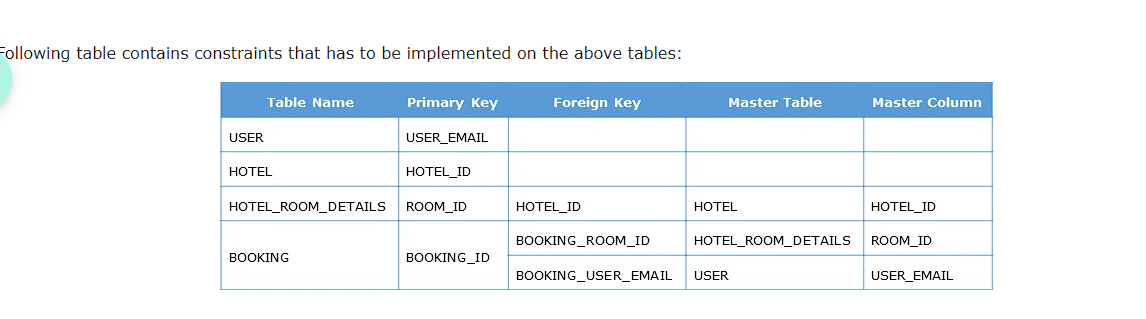 Following table contains constraints that has to be implemented on the above tables:
Table Name Primary Key Foreign Key Master Table Master Column
USER USER_EMAIL
HOTEL HOTEL_ID
HOTEL_ROOM_DETAILS ROOM_ID HOTEL_ID HOTEL HOTEL_ID
BOOKING BOOKING_ID BOOKING_ROOM_ID HOTEL_ROOM_DETAILS ROOM_ID
BOOKING_USER_EMAIL USER USER_EMAIL